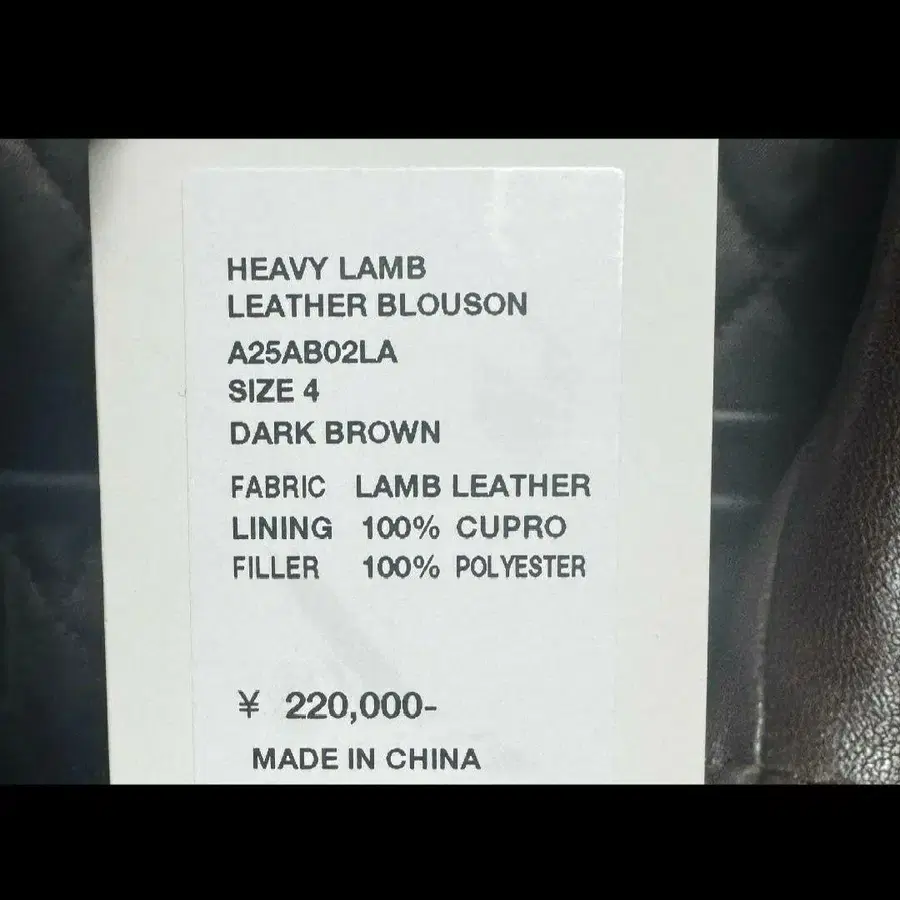 HEAVY LAMB
LEATHER BLOUSON
A25AB02LA
SIZE 4
DARK BROWN
FABRIC LAMB LEATHER
LINING 100% CUPRO
FILLER 100% POLYESTER
¥ 220,000-
MADE IN CHINA